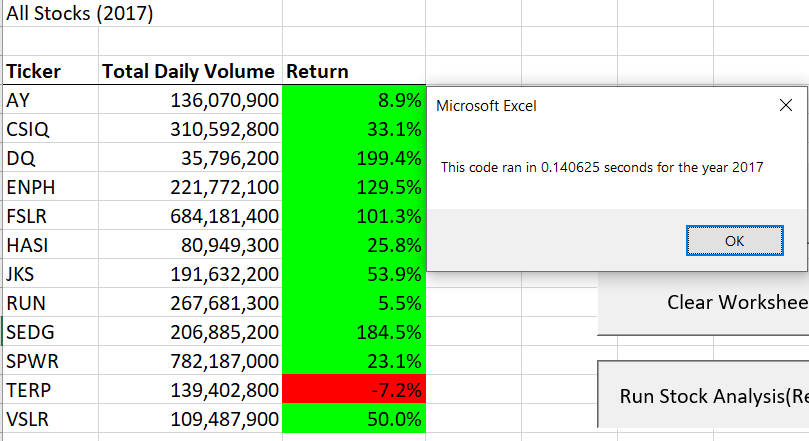 All Stocks (2017)
Ticker Total Daily Volume Return
AY 136,070,900 8.9%
CSIQ 310,592,800 33.1%
DQ 35,796,200 199.4%
ENPH 221,772,100 129.5%
FSLR 684,181,400 101.3%
HASI 80,949,300 25.8%
JKS 191,632,200 53.9%
RUN 267,681,300 5.5%
SEDG 206,885,200 184.5%
SPWR 782,187,000 23.1%
TERP 139,402,800 -7.2%
VSLR 109,487,900 50.0%
Microsoft Excel
This code ran in 0.140625 seconds for the year 2017
OK
Clear Workshee
Run Stock Analysis(Re